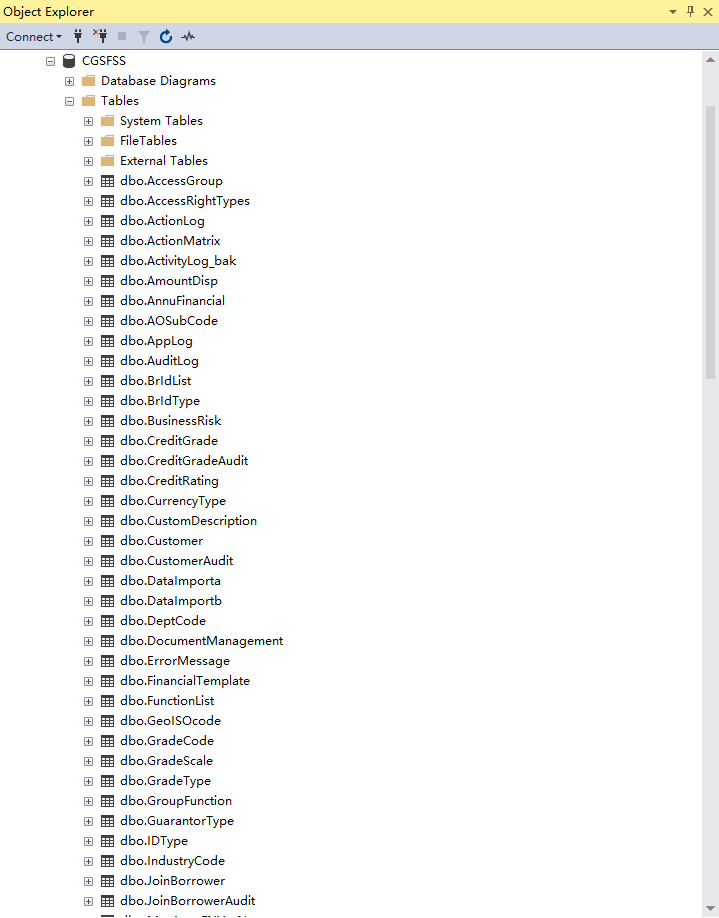 Object Explorer
Connect
CGSFSS
Database Diagrams
Tables
System Tables
FileTables
External Tables
dbo.AccessGroup
dbo.AccessRightTypes
dbo.ActionLog
dbo.ActionMatrix
dbo.ActivityLog_bak
dbo.AmountDisp
dbo.AnnuFinancial
dbo.AOSubCode
dbo.AppLog
dbo.AuditLog
dbo.BrIdList
dbo.BrIdType
dbo.BusinessRisk
dbo.CreditGrade
dbo.CreditGradeAudit
dbo.CreditRating
dbo.CurrencyType
dbo.CustomDescription
dbo.Customer
dbo.CustomerAudit
dbo.DataImporta
dbo.DataImportb
dbo.DeptCode
dbo.DocumentManagement
dbo.ErrorMessage
dbo.FinancialTemplate
dbo.FunctionList
dbo.GeoISOcode
dbo.GradeCode
dbo.GradeScale
dbo.GradeType
dbo.GroupFunction
dbo.GuarantorType
dbo.IDType
dbo.IndustryCode
dbo.JoinBorrower
dbo.JoinBorrowerAudit